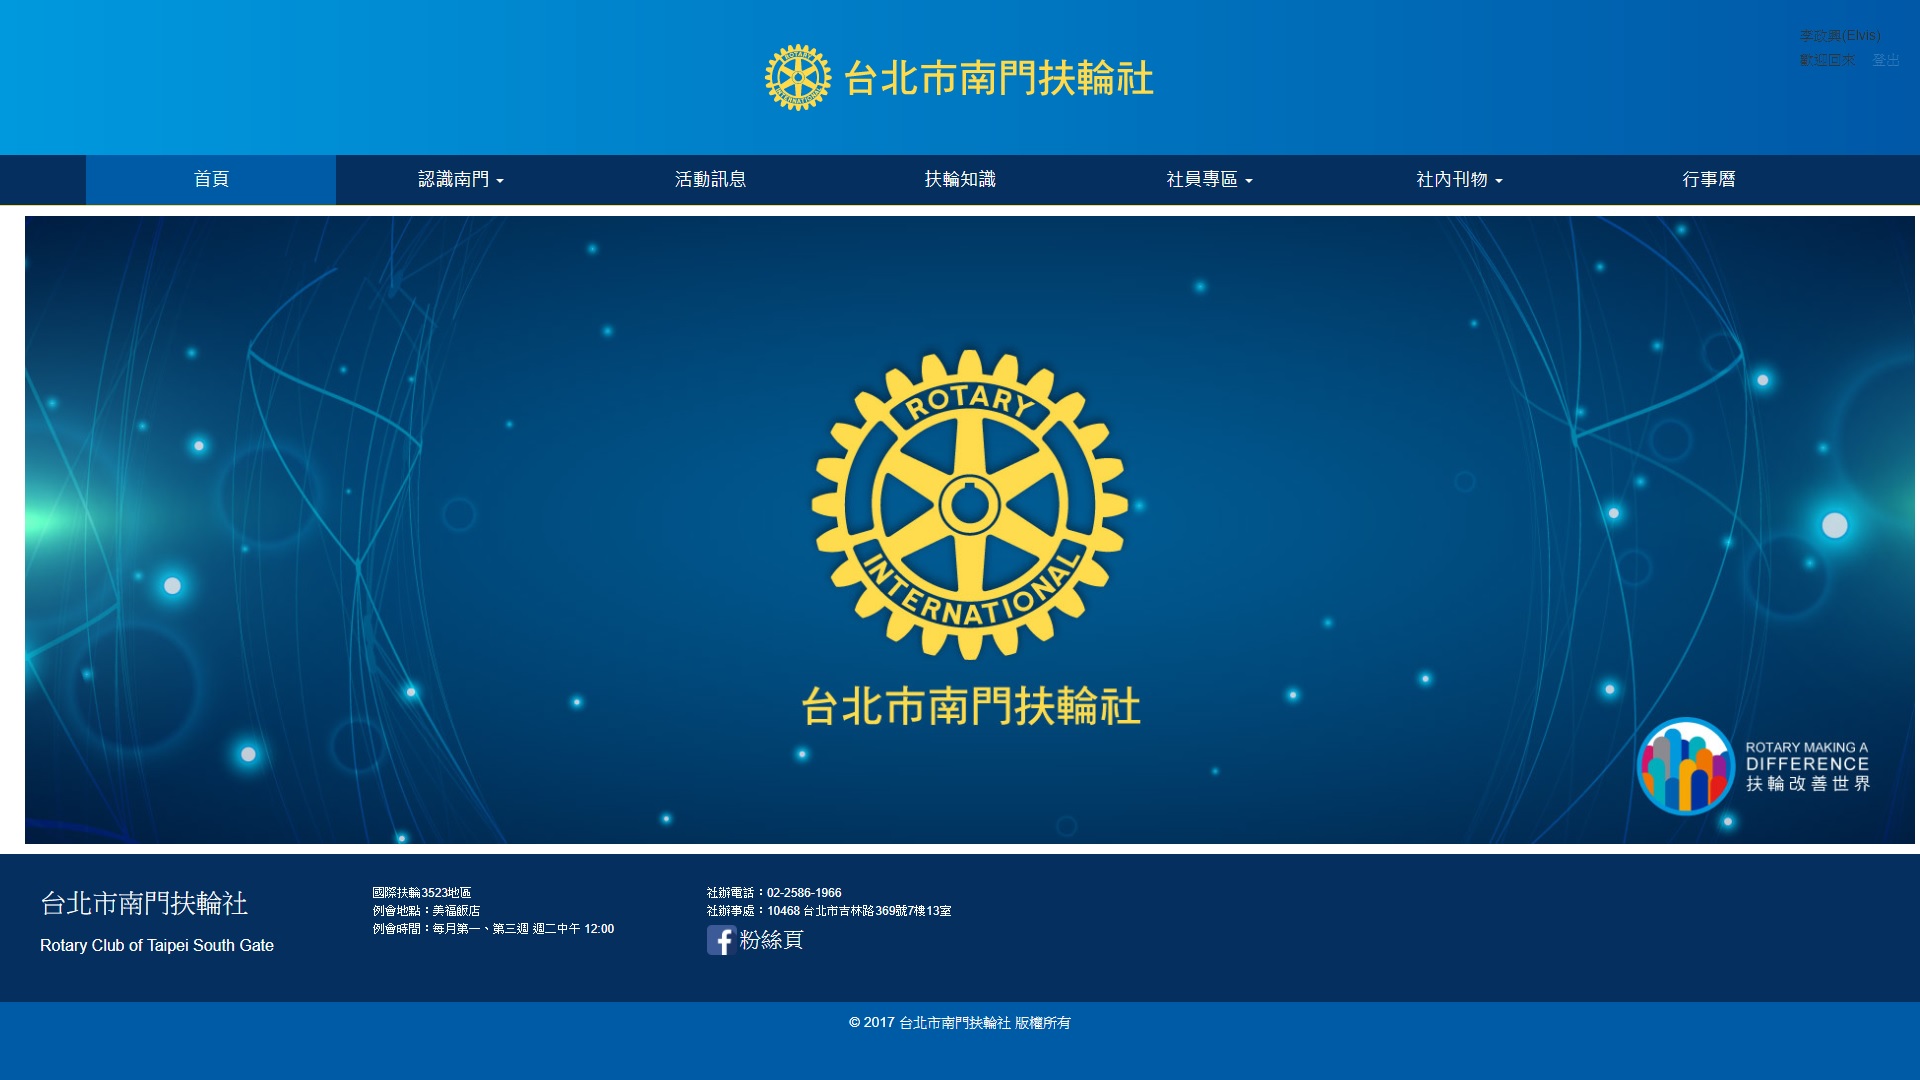 李政興(Elvis)
歡迎回來 登出
ROTARY
INTERNATIONAL
台北市南門扶輪社
首頁 認識南門 活動訊息 扶輪知識 社員專區 社內刊物 行事曆
ROTARY
INTERNATIONAL
台北市南門扶輪社
ROTARY MAKING A
DIFFERENCE
扶輪改善世界
台北市南門扶輪社
Rotary Club of Taipei South Gate
國際扶輪3523地區
例會地點：美福飯店
例會時間：每月第一、第三週 週二中午 12:00
社辦電話：02-2586-1966
社辦事處：10468 台北市吉林路369號7樓13室
f 粉絲頁
© 2017 台北市南門扶輪社 版權所有